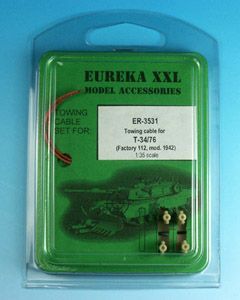 EUREKA XXL
MODEL ACCESSORIES
TOWING
CABLE
SET FOR:
ER-3531
Towing cable for
T-34/76
(Factory 112, mod. 1942)
1:35 scale